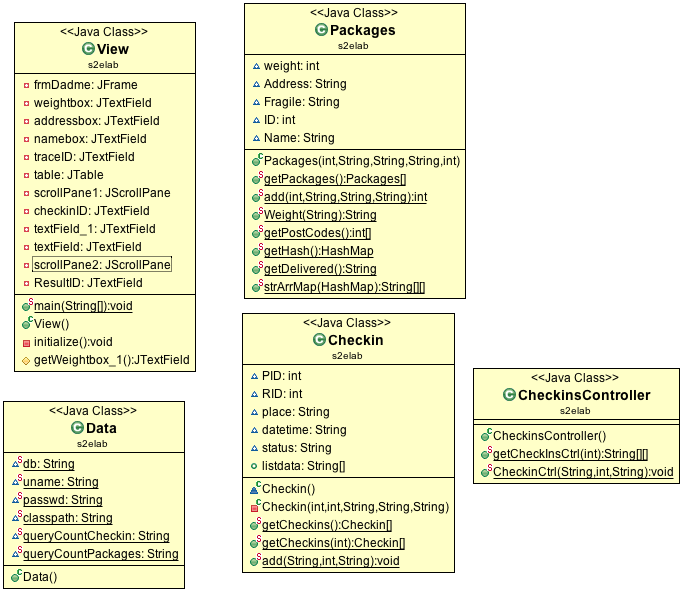 <<Java Class>>
View
s2elab
frmDadme: JFrame
weightbox: JTextField
addressbox: JTextField
namebox: JTextField
traceID: JTextField
table: JTable
scrollPane1: JScrollPane
checkinID: JTextField
textField_1: JTextField
textField: JTextField
scrollPane2: JScrollPane
ResultID: JTextField
main(String[]):void
View()
initialize():void
getWeightbox_1():JTextField
<<Java Class>>
Packages
s2elab
weight: int
Address: String
Fragile: String
ID: int
Name: String
Packages(int,String,String,String,int)
getPackages():Packages[]
add(int,String,String,String):int
Weight(String):String
getPostCodes():int[]
getHash():HashMap
getDelivered():String
strArrMap(HashMap):String[][]
<<Java Class>>
Data
s2elab
db: String
uname: String
passwd: String
classpath: String
queryCountCheckin: String
queryCountPackages: String
Data()
<<Java Class>>
Checkin
s2elab
PID: int
RID: int
place: String
datetime: String
status: String
listdata: String[]
Checkin()
Checkin(int,int,String,String,String)
getCheckins():Checkin[]
getCheckins(int):Checkin[]
add(String,int,String):void
<<Java Class>>
CheckinsController
s2elab
CheckinsController()
getCheckInsCtrl(int):String[][]
CheckinCtrl(String,int,String):void